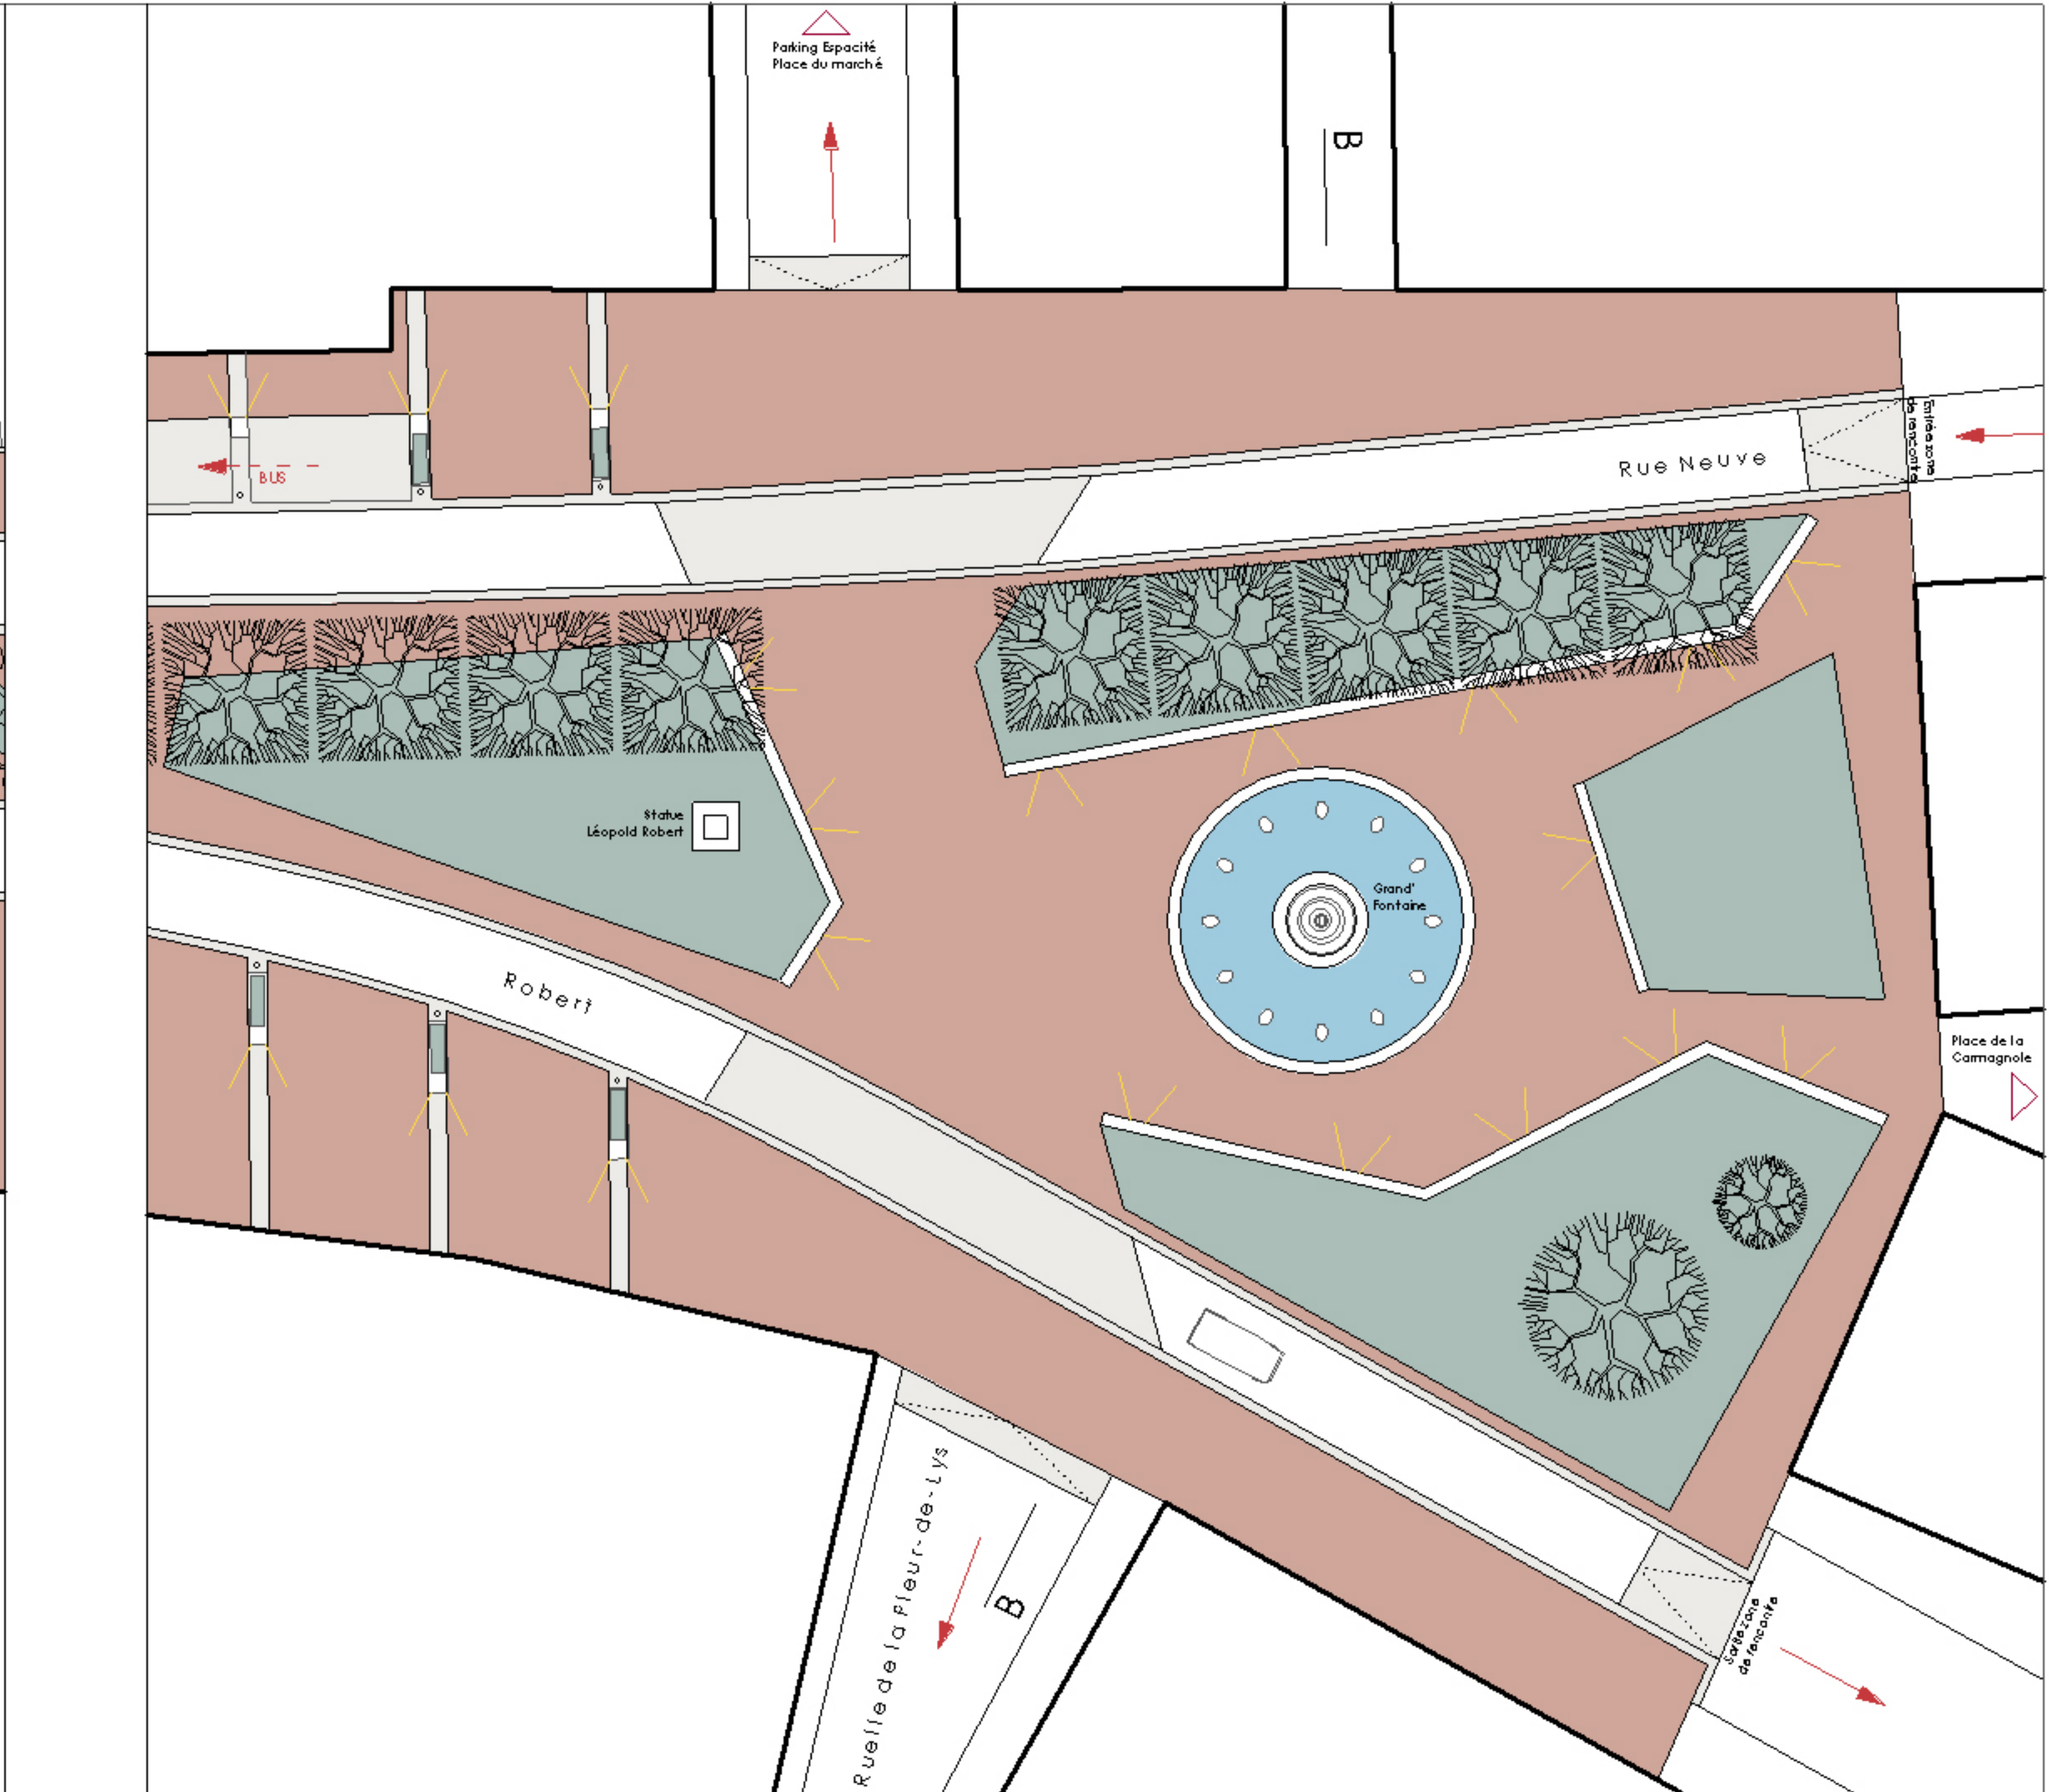 Parking Espacité
Place du marché
B
Rue Neuve
Entrée zone
de rencontre
BUS
Statue
Léopold Robert
Grand'
Fontaine
Robert
Place de la
Carmagnole
Ruelle de la Fleur-de-Lys
B
Sortie zone
de rencontre